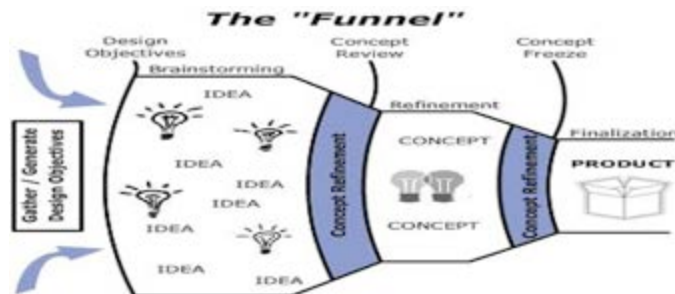 The "Funnel"
Design
Objectives
Concept
Review
Concept
Freeze
Brainstorming
Refinement
Finalization
Gather / Generate
Design Objectives
IDEA
IDEA
IDEA
IDEA
IDEA
IDEA
IDEA
IDEA
Concept Refinement
CONCEPT
CONCEPT
Concept Refinement
PRODUCT